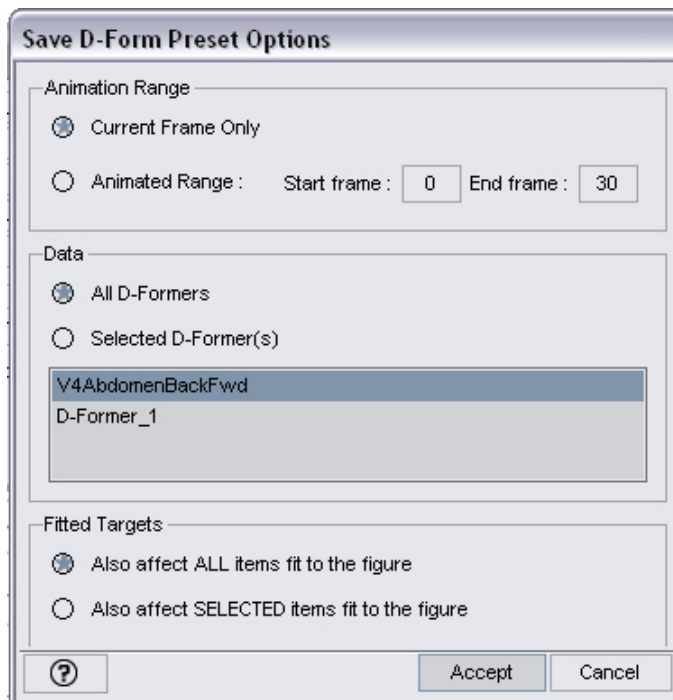 Save D-Form Preset Options
Animation Range
Current Frame Only
Animated Range : Start frame : 0 End frame : 30
Data
All D-Formers
Selected D-Former(s)
V4AbdomenBackFwd
D-Former_1
Fitted Targets
Also affect ALL items fit to the figure
Also affect SELECTED items fit to the figure
? Accept Cancel